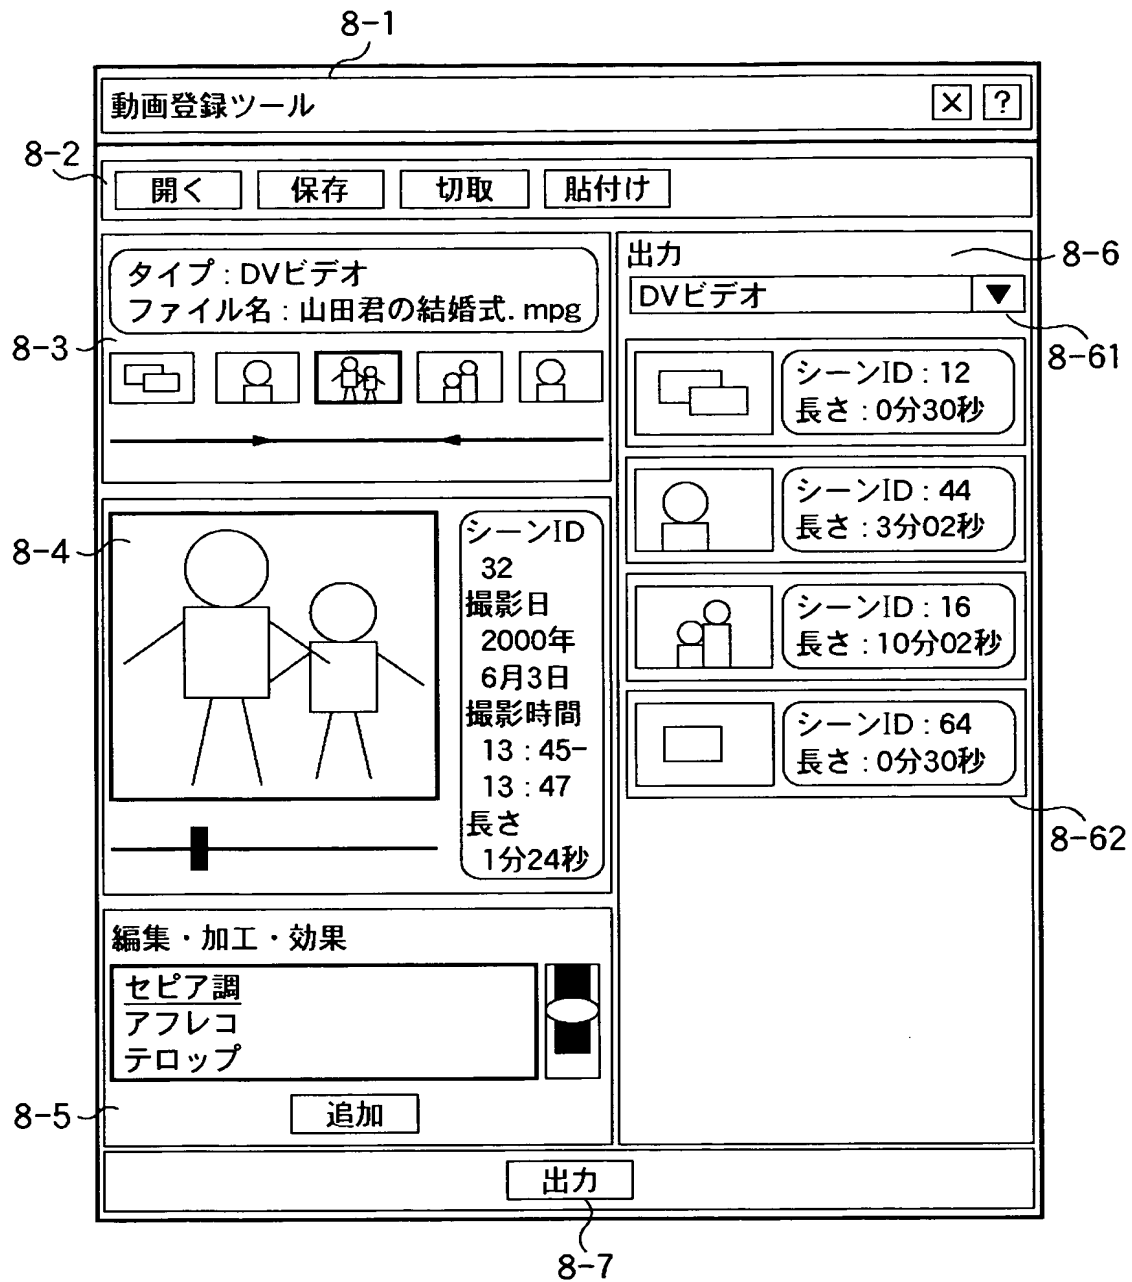 8-1
動画登録ツール
X ?
8-2
開く 保存 切取 貼付け
タイプ : DVビデオ
ファイル名 : 山田君の結婚式. mpg
8-3
8-4
シーンID
32
撮影日
2000年
6月3日
撮影時間
13 : 45-
13 : 47
長さ
1分24秒
編集・加工・効果
セピア調
アフレコ
テロップ
8-5
追加
出力
8-6
DVビデオ
8-61
シーンID : 12
長さ : 0分30秒
シーンID : 44
長さ : 3分02秒
シーンID : 16
長さ : 10分02秒
シーンID : 64
長さ : 0分30秒
8-62
出力
8-7